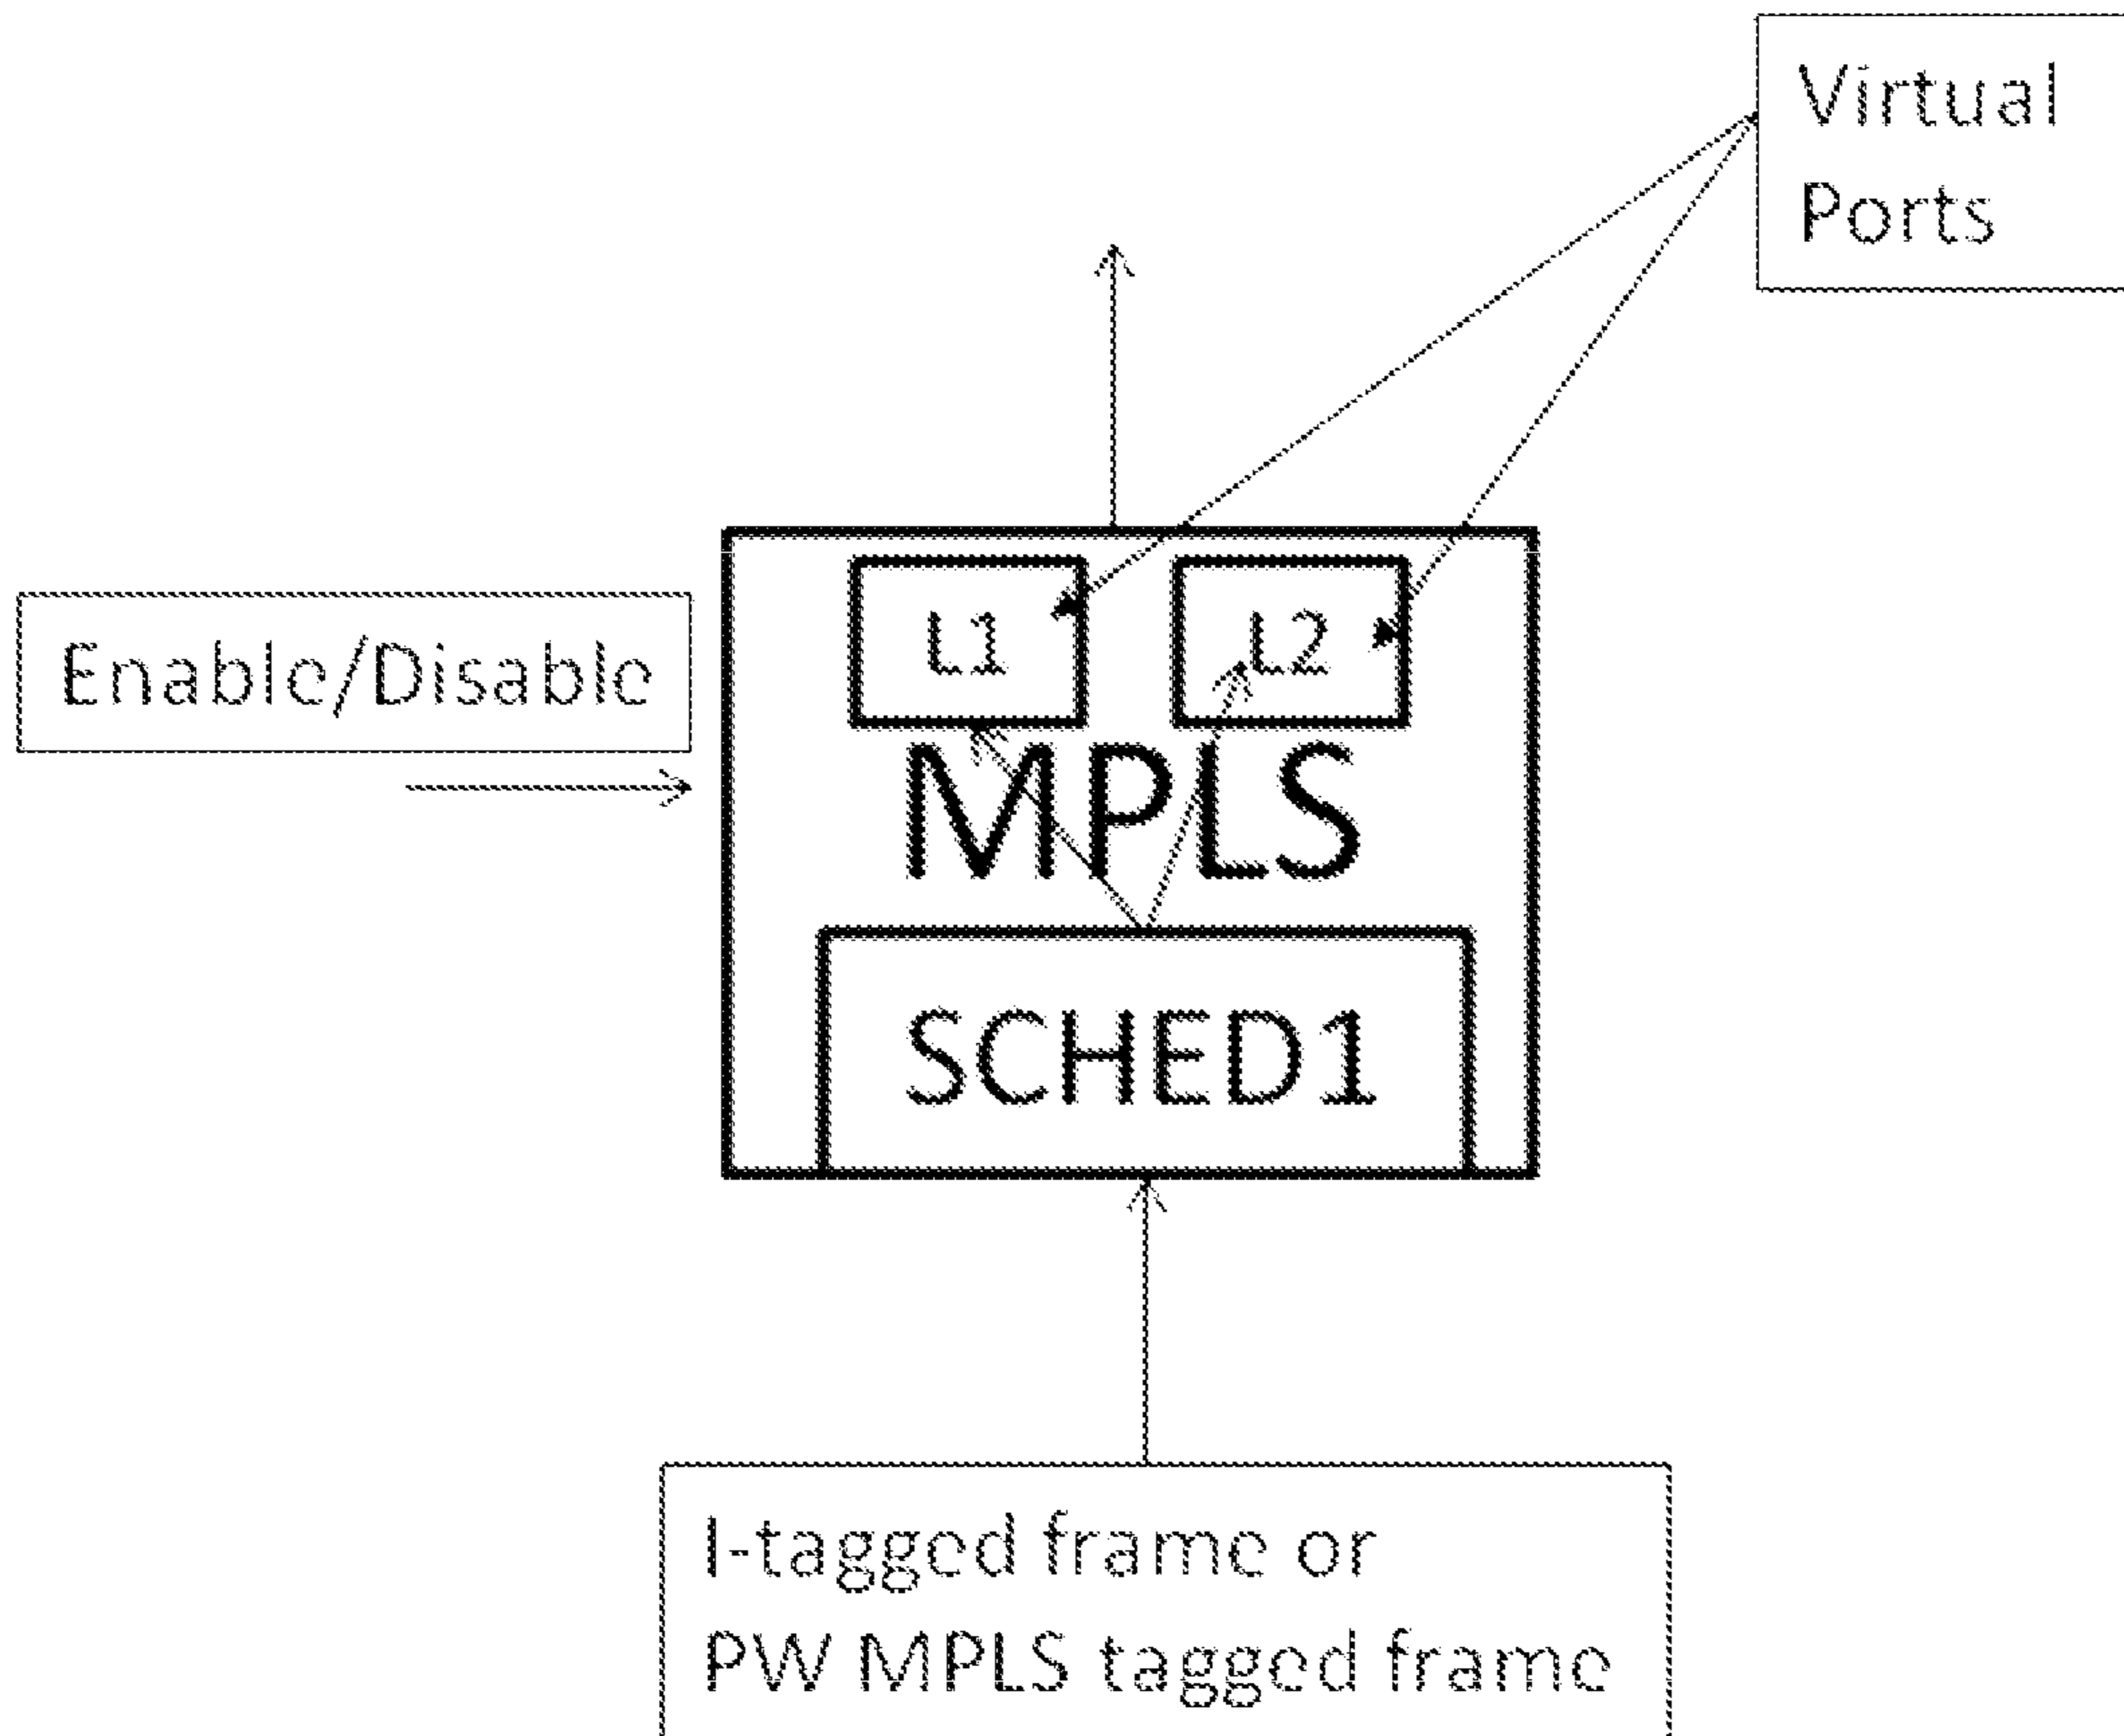 Virtual
Ports
Enable/Disable
L1
L2
MPLS
SCHED1
I-tagged frame or
PW MPLS tagged frame